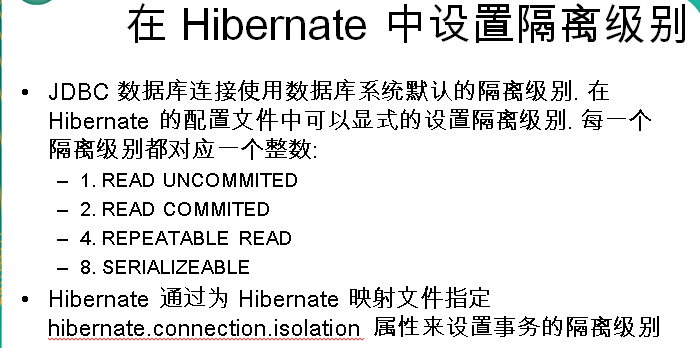 在 Hibernate 中设置隔离级别
• JDBC 数据库连接使用数据库系统默认的隔离级别. 在
Hibernate 的配置文件中可以显式的设置隔离级别. 每一个
隔离级别都对应一个整数:
– 1. READ UNCOMMITED
– 2. READ COMMITED
– 4. REPEATABLE READ
– 8. SERIALIZEABLE
• Hibernate 通过为 Hibernate 映射文件指定
hibernate.connection.isolation 属性来设置事务的隔离级别